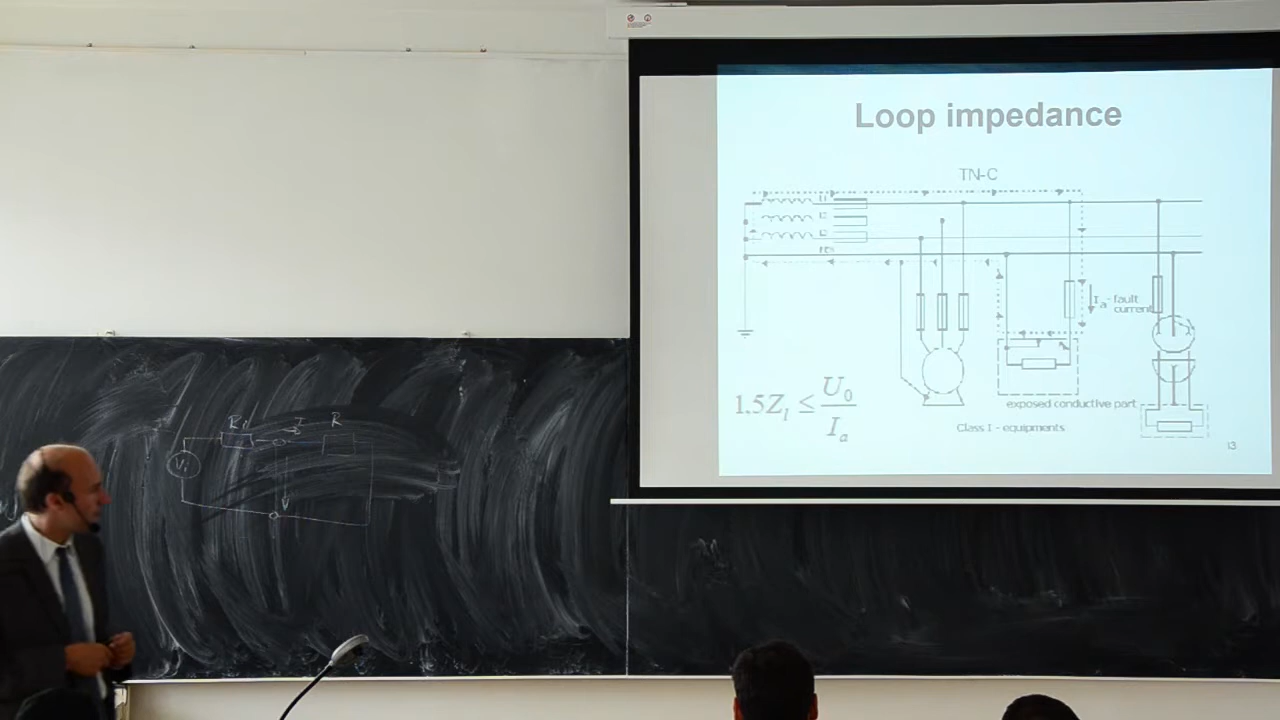 Loop impedance
TN-C
L1
L2
L3
PEN
Ia - fault
current
1.5Zl ≤ U0
Ia
exposed conductive part
Class I - equipments
13
R